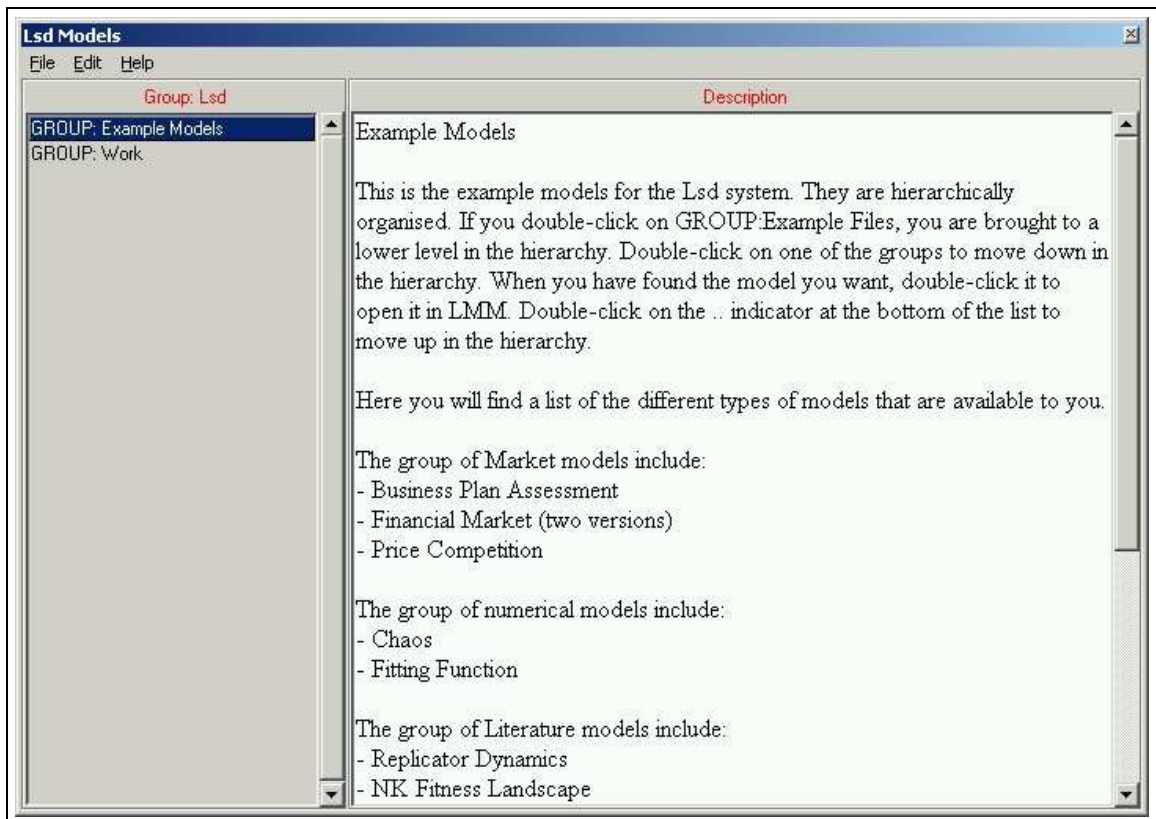 Lsd Models
File Edit Help
Group: Lsd
GROUP: Example Models
GROUP: Work
Description
Example Models
This is the example models for the Lsd system. They are hierarchically
organised. If you double-click on GROUP:Example Files, you are brought to a
lower level in the hierarchy. Double-click on one of the groups to move down in
the hierarchy. When you have found the model you want, double-click it to
open it in LMM. Double-click on the .. indicator at the bottom of the list to
move up in the hierarchy.
Here you will find a list of the different types of models that are available to you.
The group of Market models include:
- Business Plan Assessment
- Financial Market (two versions)
- Price Competition
The group of numerical models include:
- Chaos
- Fitting Function
The group of Literature models include:
- Replicator Dynamics
- NK Fitness Landscape